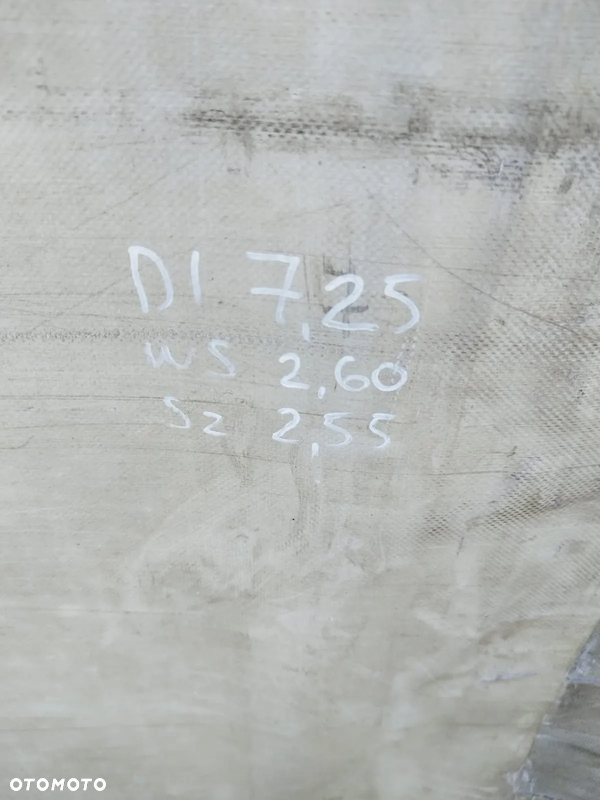 Dł 7,25
WS 2,60
Sz 2,55
OTOMOTO